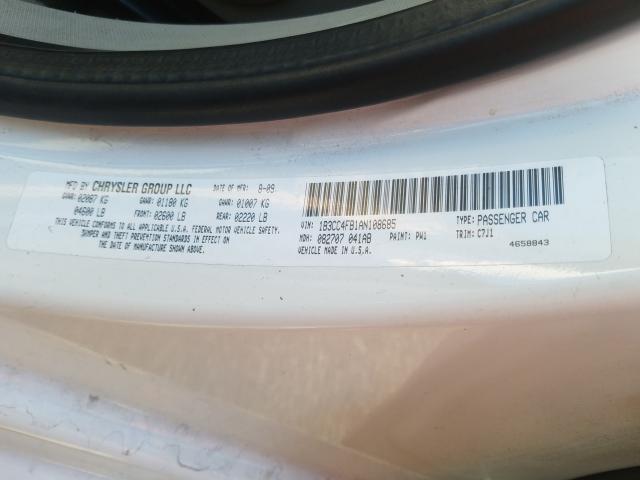 MFD BY CHRYSLER GROUP LLC DATE OF MFR: 8-09
GVWR: 02087 KG GAWR: 01180 KG GAWR: 01007 KG
04600 LB FRONT: 02600 LB REAR: 02220 LB
THIS VEHICLE CONFORMS TO ALL APPLICABLE U.S.A. FEDERAL MOTOR VEHICLE SAFETY,
BUMPER AND THEFT PREVENTION STANDARDS IN EFFECT ON
THE DATE OF MANUFACTURE SHOWN ABOVE.
VIN: 1B3CC4FB1AN108685 TYPE: PASSENGER CAR
MDH: 082707 041AB PAINT: PW1 TRIM: C7J1
VEHICLE MADE IN U.S.A. 4658843